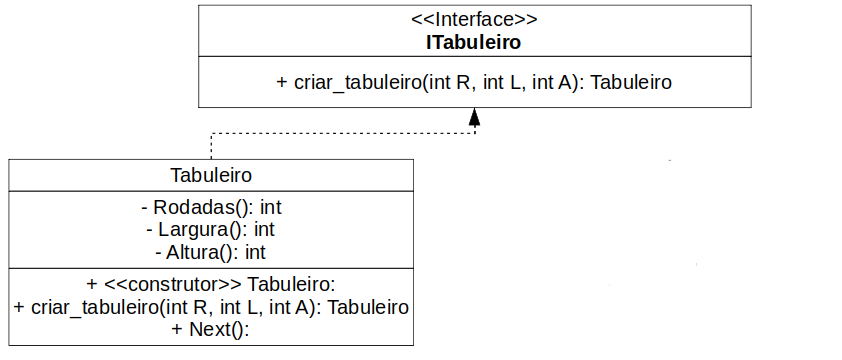 <<Interface>>
ITabuleiro
+ criar_tabuleiro(int R, int L, int A): Tabuleiro
Tabuleiro
- Rodadas(): int
- Largura(): int
- Altura(): int
+ <<construtor>> Tabuleiro:
+ criar_tabuleiro(int R, int L, int A): Tabuleiro
+ Next():